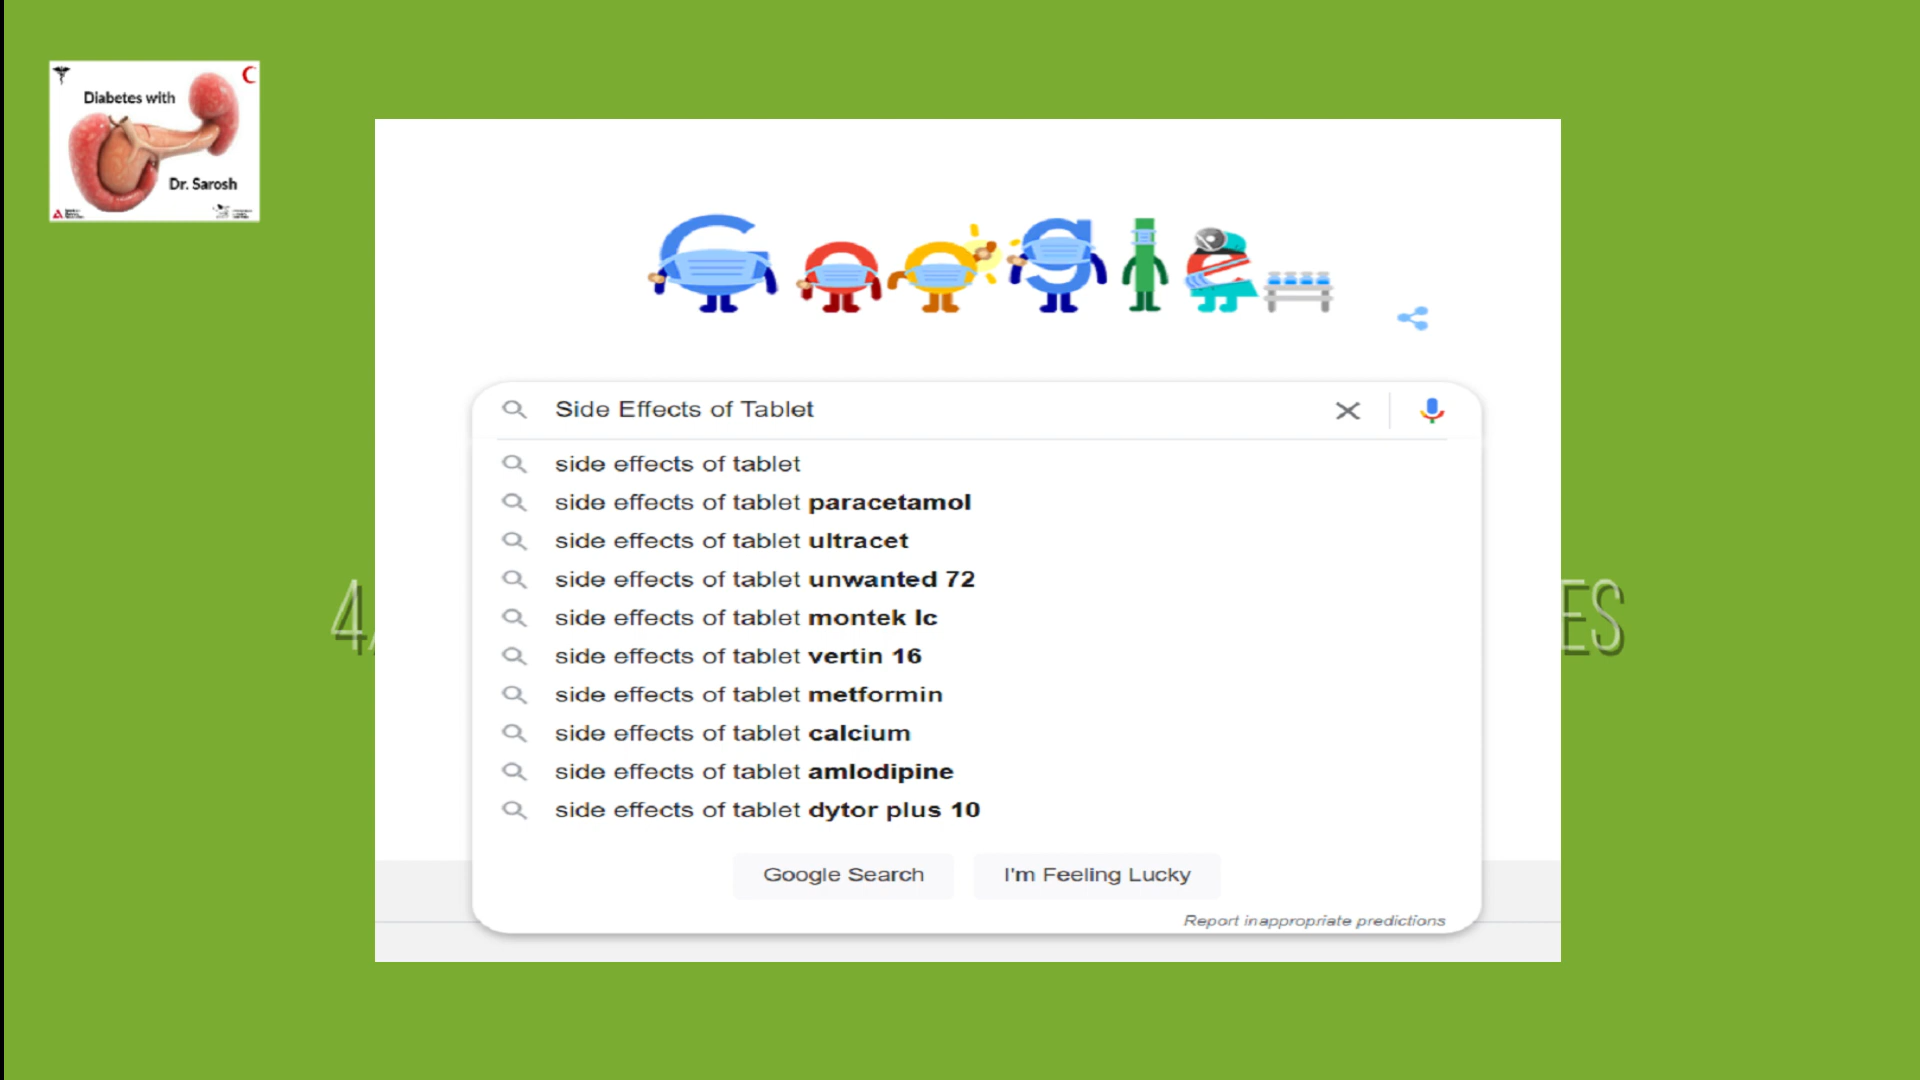 Diabetes with
Dr. Sarosh
Google
Side Effects of Tablet
side effects of tablet
side effects of tablet paracetamol
side effects of tablet ultracet
side effects of tablet unwanted 72
side effects of tablet montek lc
side effects of tablet vertin 16
side effects of tablet metformin
side effects of tablet calcium
side effects of tablet amlodipine
side effects of tablet dytor plus 10
Google Search
I'm Feeling Lucky
Report inappropriate predictions
4
ES